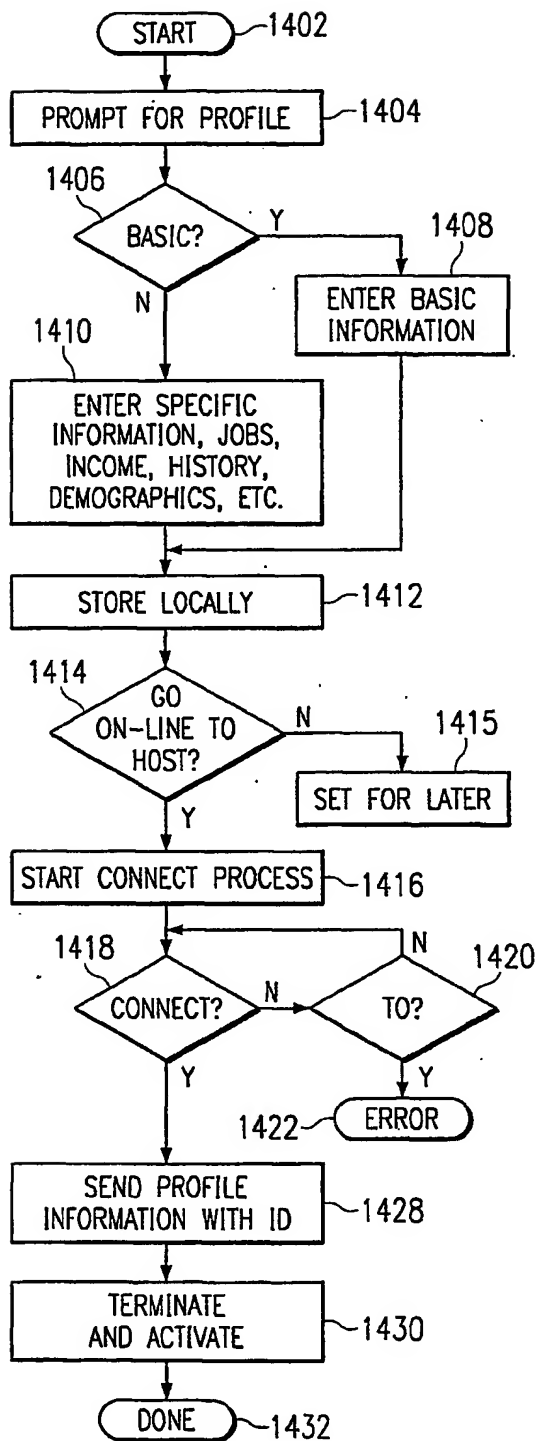 START
1402
PROMPT FOR PROFILE
1404
1406
BASIC?
Y
N
1408
ENTER BASIC
INFORMATION
1410
ENTER SPECIFIC
INFORMATION, JOBS,
INCOME, HISTORY,
DEMOGRAPHICS, ETC.
STORE LOCALLY
1412
1414
GO
ON-LINE TO
HOST?
N
Y
1415
SET FOR LATER
START CONNECT PROCESS
1416
1418
CONNECT?
N
Y
N
1420
TO?
Y
1422
ERROR
SEND PROFILE
INFORMATION WITH ID
1428
TERMINATE
AND ACTIVATE
1430
DONE
1432